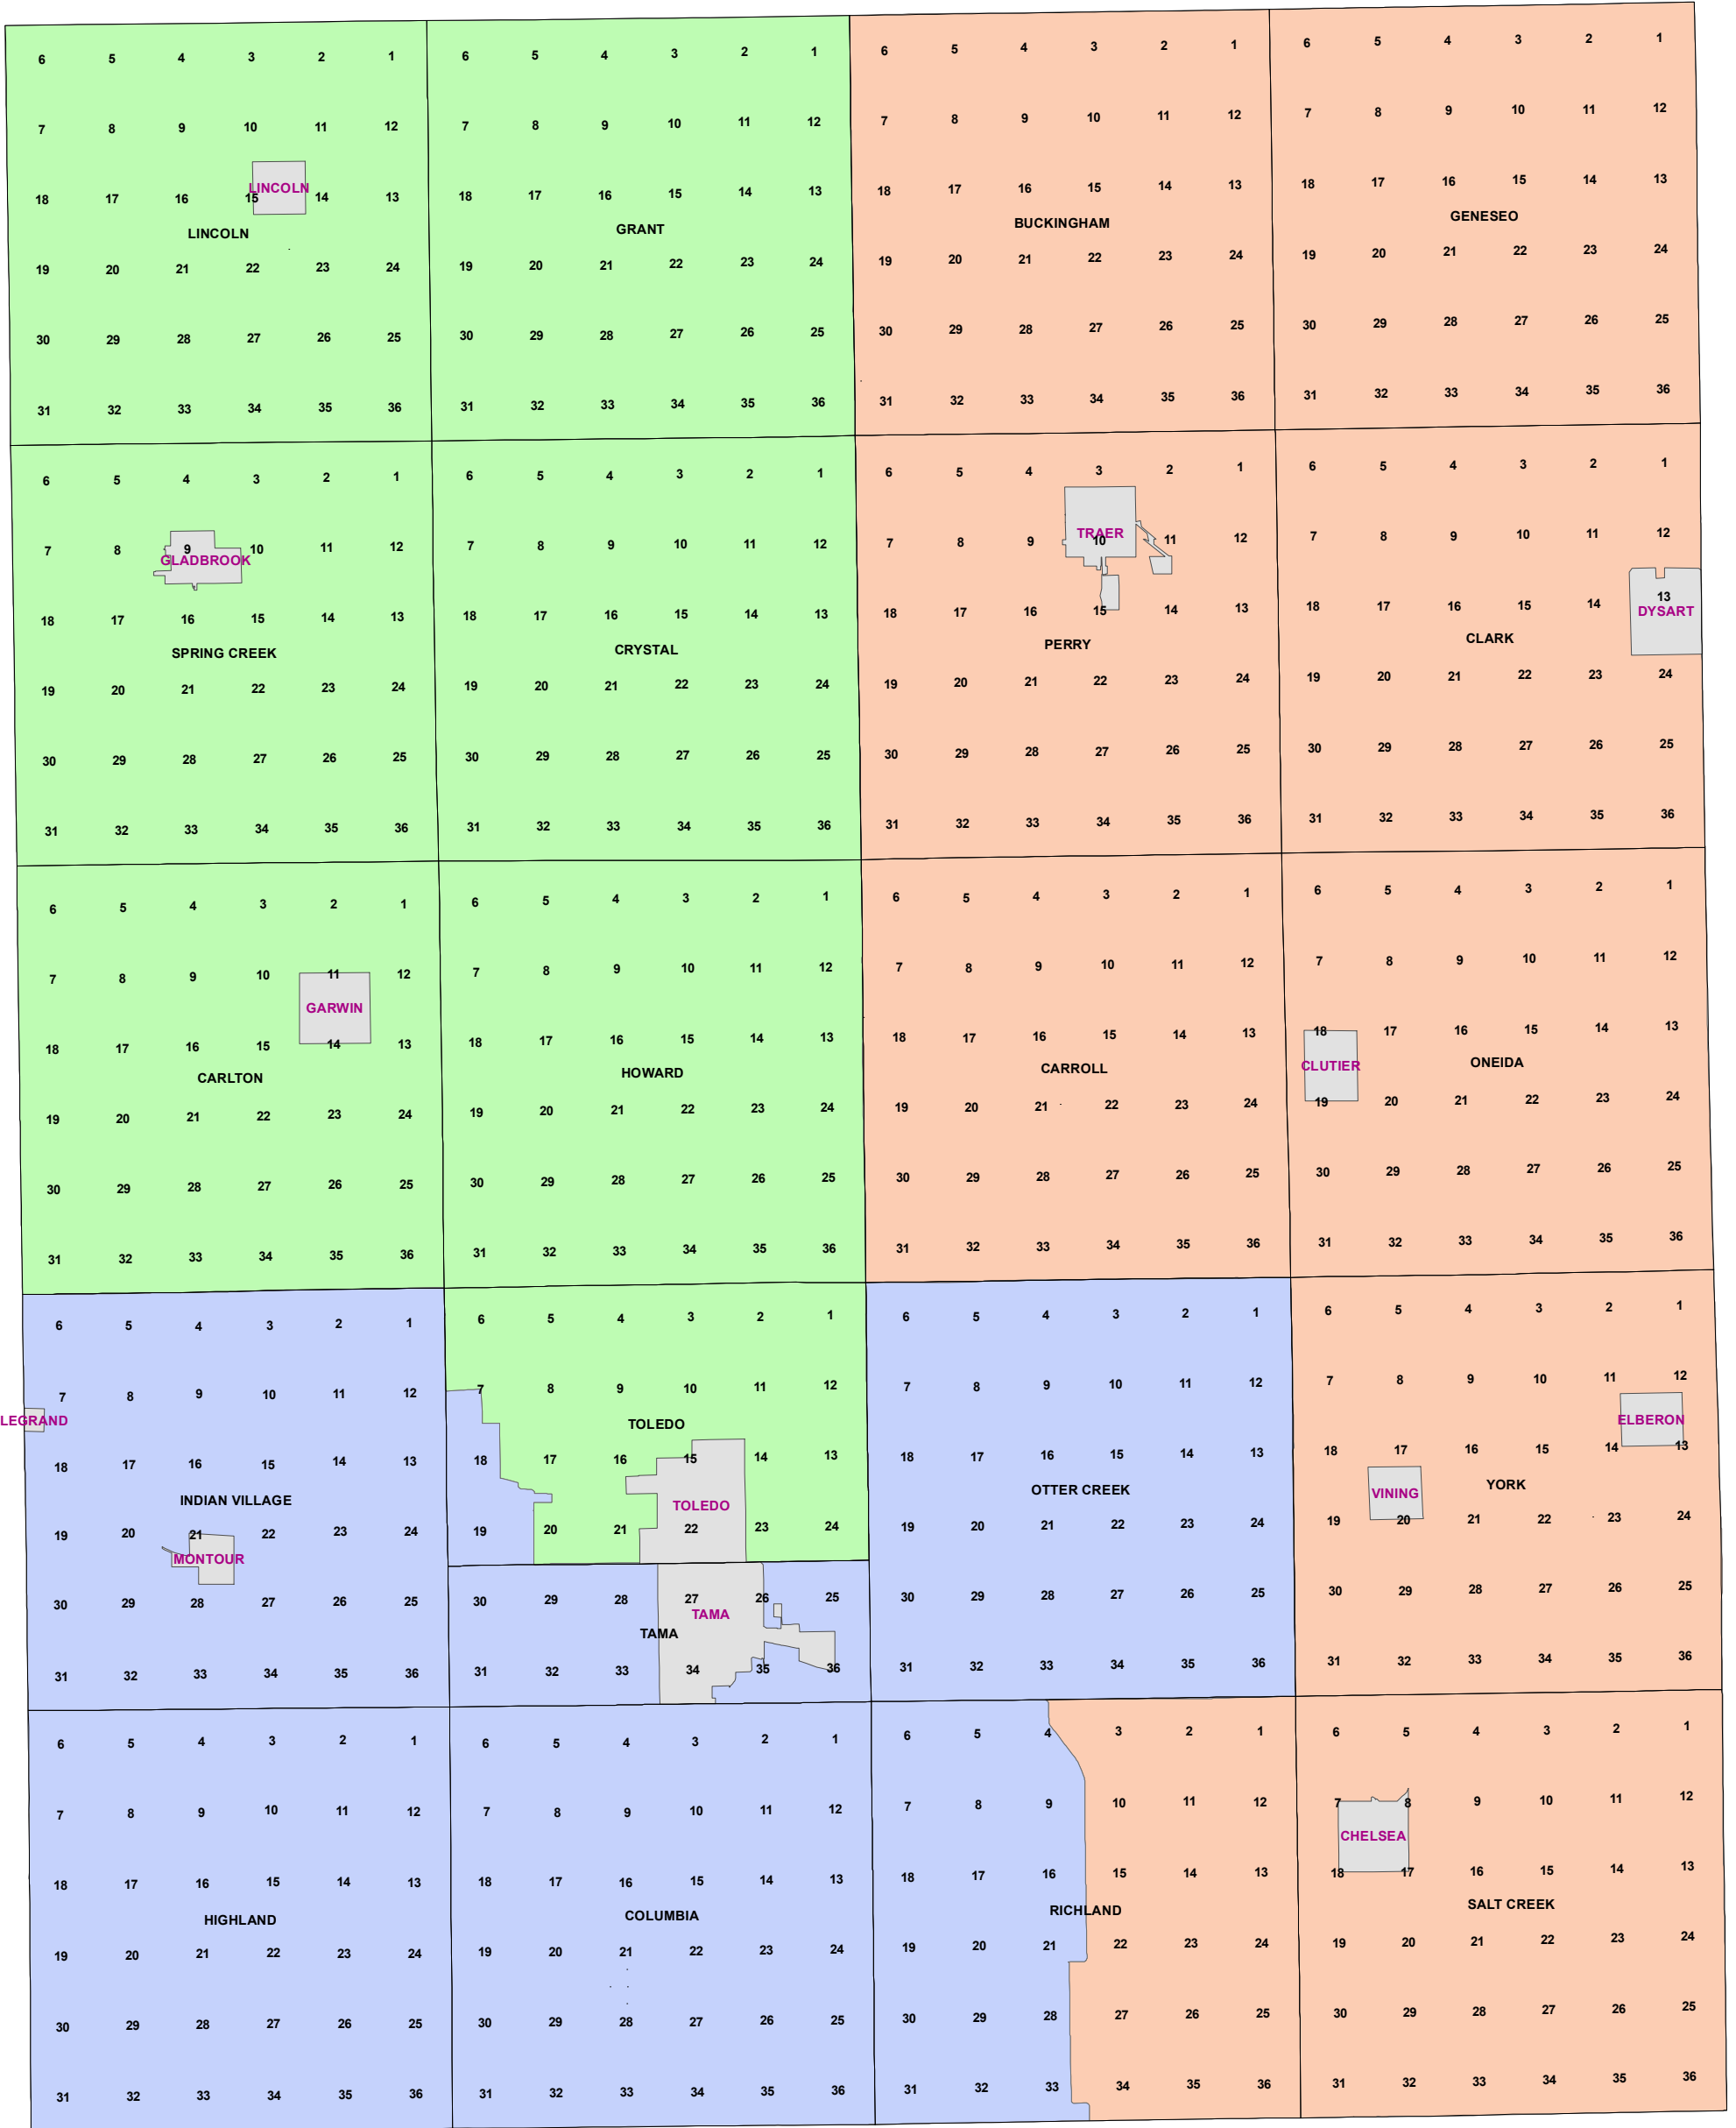 6 5 4 3 2 1 6 5 4 3 2 1 6 5 4 3 2 1 6 5 4 3 2 1
7 8 9 10 11 12 7 8 9 10 11 12 7 8 9 10 11 12 7 8 9 10 11 12
LINCOLN
18 17 16 15 14 13 18 17 16 15 14 13 18 17 16 15 14 13 18 17 16 15 14 13
LINCOLN GRANT BUCKINGHAM GENESEO
19 20 21 22 23 24 19 20 21 22 23 24 19 20 21 22 23 24 19 20 21 22 23 24
30 29 28 27 26 25 30 29 28 27 26 25 30 29 28 27 26 25 30 29 28 27 26 25
31 32 33 34 35 36 31 32 33 34 35 36 31 32 33 34 35 36 31 32 33 34 35 36
6 5 4 3 2 1 6 5 4 3 2 1 6 5 4 3 2 1 6 5 4 3 2 1
TRAER
7 8 9 10 11 12 7 8 9 10 11 12 7 8 9 10 11 12 7 8 9 10 11 12
GLADBROOK
18 17 16 15 14 13 18 17 16 15 14 13 18 17 16 15 14 13 18 17 16 15 14 13
DYSART
SPRING CREEK CRYSTAL PERRY CLARK
19 20 21 22 23 24 19 20 21 22 23 24 19 20 21 22 23 24 19 20 21 22 23 24
30 29 28 27 26 25 30 29 28 27 26 25 30 29 28 27 26 25 30 29 28 27 26 25
31 32 33 34 35 36 31 32 33 34 35 36 31 32 33 34 35 36 31 32 33 34 35 36
6 5 4 3 2 1 6 5 4 3 2 1 6 5 4 3 2 1 6 5 4 3 2 1
7 8 9 10 11 12 7 8 9 10 11 12 7 8 9 10 11 12 7 8 9 10 11 12
GARWIN
18 17 16 15 14 13 18 17 16 15 14 13 18 17 16 15 14 13 18 17 16 15 14 13
CARLTON HOWARD CARROLL CLUTIER ONEIDA
19 20 21 22 23 24 19 20 21 22 23 24 19 20 21 22 23 24 19 20 21 22 23 24
30 29 28 27 26 25 30 29 28 27 26 25 30 29 28 27 26 25 30 29 28 27 26 25
31 32 33 34 35 36 31 32 33 34 35 36 31 32 33 34 35 36 31 32 33 34 35 36
6 5 4 3 2 1 6 5 4 3 2 1 6 5 4 3 2 1 6 5 4 3 2 1
7 8 9 10 11 12 7 8 9 10 11 12 7 8 9 10 11 12 7 8 9 10 11 12
LEGRAND TOLEDO ELBERON
18 17 16 15 14 13 18 17 16 15 14 13 18 17 16 15 14 13 18 17 16 15 14 13
INDIAN VILLAGE TOLEDO OTTER CREEK VINING YORK
19 20 21 22 23 24 19 20 21 22 23 24 19 20 21 22 23 24 19 20 21 22 23 24
MONTOUR
30 29 28 27 26 25 30 29 28 27 26 25 30 29 28 27 26 25 30 29 28 27 26 25
TAMA
TAMA
31 32 33 34 35 36 31 32 33 34 35 36 31 32 33 34 35 36 31 32 33 34 35 36
6 5 4 3 2 1 6 5 4 3 2 1 6 5 4 3 2 1 6 5 4 3 2 1
7 8 9 10 11 12 7 8 9 10 11 12 7 8 9 10 11 12 7 8 9 10 11 12
CHELSEA
18 17 16 15 14 13 18 17 16 15 14 13 18 17 16 15 14 13 18 17 16 15 14 13
HIGHLAND COLUMBIA RICHLAND SALT CREEK
19 20 21 22 23 24 19 20 21 22 23 24 19 20 21 22 23 24 19 20 21 22 23 24
30 29 28 27 26 25 30 29 28 27 26 25 30 29 28 27 26 25 30 29 28 27 26 25
31 32 33 34 35 36 31 32 33 34 35 36 31 32 33 34 35 36 31 32 33 34 35 36